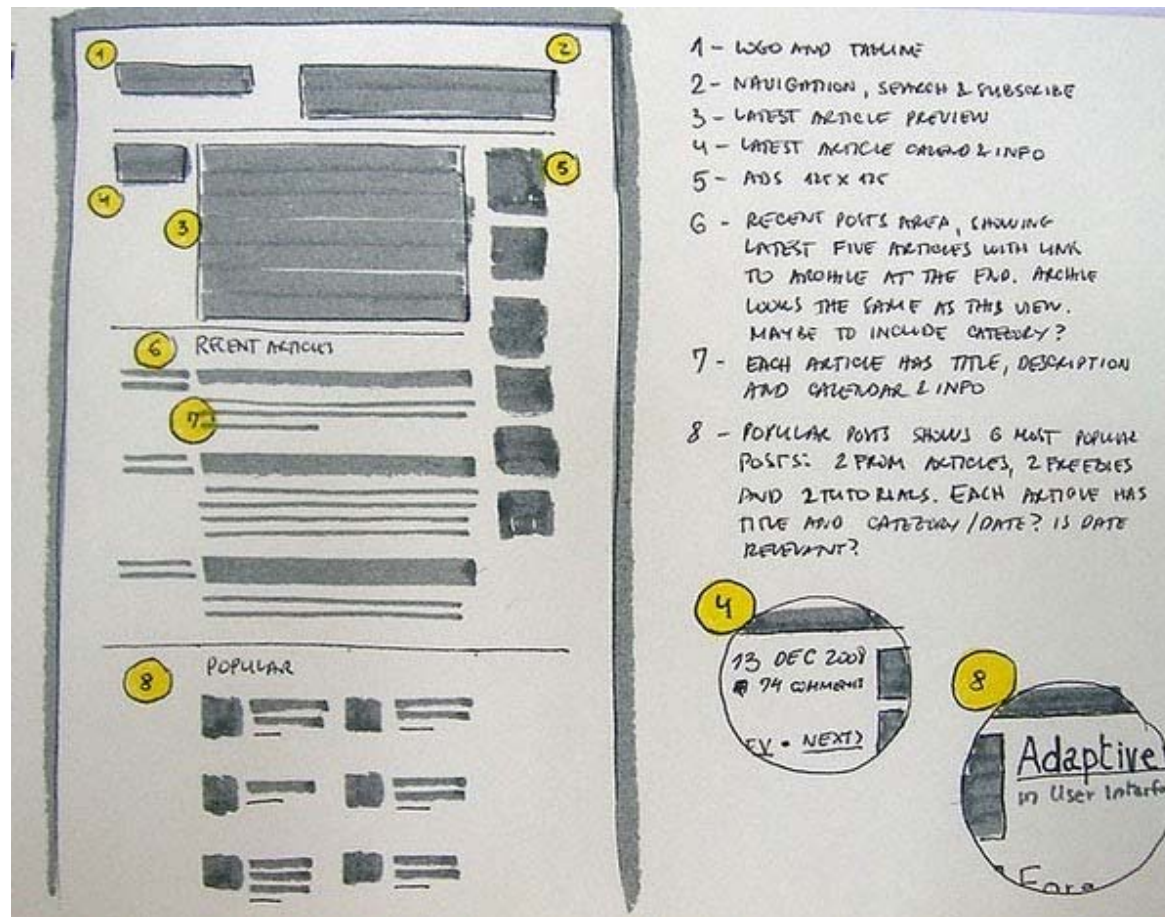 1
2
3
4
5
6
RECENT ARTICLES
7
8
POPULAR
1 - LOGO AND TAGLINE
2 - NAVIGATION, SEARCH & SUBSCRIBE
3 - LATEST ARTICLE PREVIEW
4 - LATEST ARTICLE CALEND & INFO
5 - ADS 125 X 125
6 - RECENT POSTS AREA, SHOWING
LATEST FIVE ARTICLES WITH LINK
TO ARCHIVE AT THE END. ARCHIVE
LOOKS THE SAME AS THIS VIEW.
MAYBE TO INCLUDE CATEGORY?
7 - EACH ARTICLE HAS TITLE, DESCRIPTION
AND CALENDAR & INFO
8 - POPULAR POSTS SHOWS 6 MOST POPULAR
POSTS: 2 FROM ARTICLES, 2 FREEBIES
AND 2 TUTORIALS. EACH ARTICLE HAS
TITLE AND CATEGORY/DATE? IS DATE
RELEVANT?
4
13 DEC 2008
74 COMMENTS
EV • NEXT>
8
Adaptive
in User Interfa
Fore